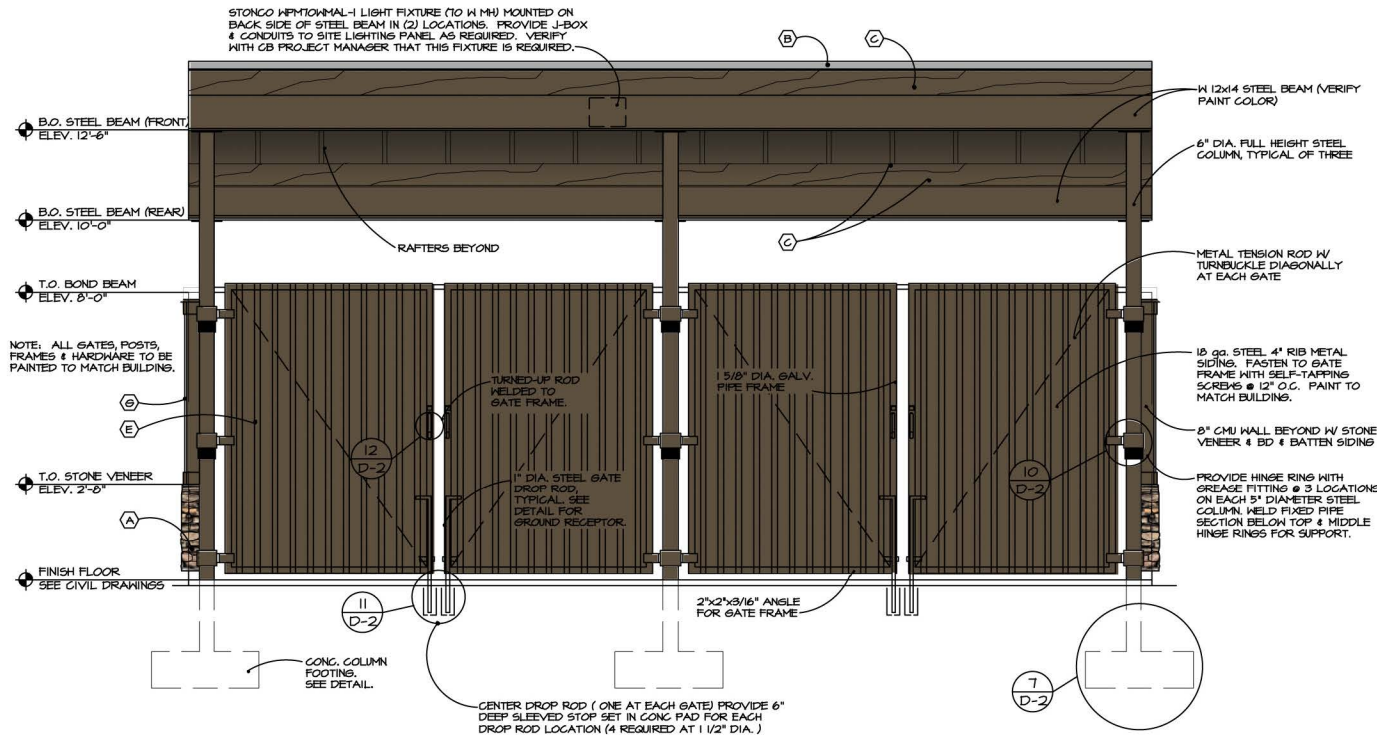 STONCO WPM70WMAL-1 LIGHT FIXTURE (70 W MH) MOUNTED ON
BACK SIDE OF STEEL BEAM IN (2) LOCATIONS. PROVIDE J-BOX
& CONDUITS TO SITE LIGHTING PANEL AS REQUIRED. VERIFY
WITH CB PROJECT MANAGER THAT THIS FIXTURE IS REQUIRED.
B
C
W 12x14 STEEL BEAM (VERIFY
PAINT COLOR)
B.O. STEEL BEAM (FRONT)
ELEV. 12'-6"
6" DIA. FULL HEIGHT STEEL
COLUMN, TYPICAL OF THREE
B.O. STEEL BEAM (REAR)
ELEV. 10'-0"
RAFTERS BEYOND
C
METAL TENSION ROD W/
TURNBUCKLE DIAGONALLY
AT EACH GATE
T.O. BOND BEAM
ELEV. 8'-0"
NOTE: ALL GATES, POSTS,
FRAMES & HARDWARE TO BE
PAINTED TO MATCH BUILDING.
18 ga. STEEL 4" RIB METAL
SIDING. FASTEN TO GATE
FRAME WITH SELF-TAPPING
SCREWS @ 12" O.C. PAINT TO
MATCH BUILDING.
TURNED-UP ROD
WELDED TO
GATE FRAME.
1 5/8" DIA. GALV.
PIPE FRAME
G
E
8" CMU WALL BEYOND W/ STONE
VENEER & BD & BATTEN SIDING
12
D-2
10
D-2
T.O. STONE VENEER
ELEV. 2'-8"
1" DIA. STEEL GATE
DROP ROD,
TYPICAL. SEE
DETAIL FOR
GROUND RECEPTOR.
PROVIDE HINGE RING WITH
GREASE FITTING @ 3 LOCATIONS
ON EACH 5" DIAMETER STEEL
COLUMN. WELD FIXED PIPE
SECTION BELOW TOP & MIDDLE
HINGE RINGS FOR SUPPORT.
A
FINISH FLOOR
SEE CIVIL DRAWINGS
11
D-2
2"x2"x3/16" ANGLE
FOR GATE FRAME
CONC. COLUMN
FOOTING.
SEE DETAIL.
7
D-2
CENTER DROP ROD ( ONE AT EACH GATE) PROVIDE 6"
DEEP SLEEVED STOP SET IN CONC PAD FOR EACH
DROP ROD LOCATION (4 REQUIRED AT 1 1/2" DIA. )